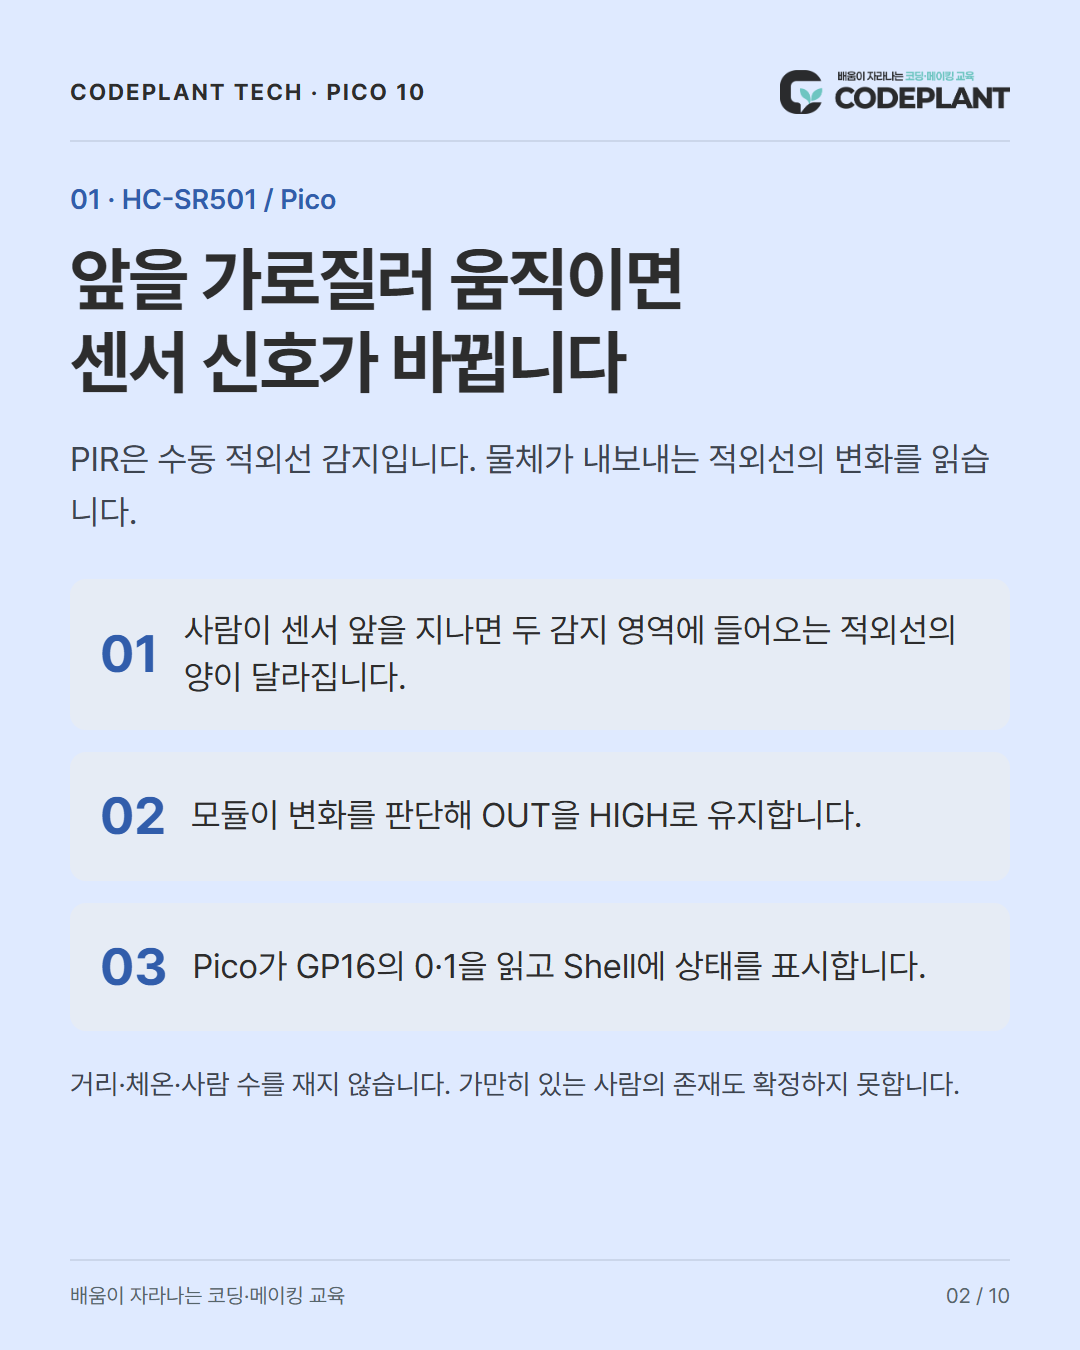 CODEPLANT TECH · PICO 10
배움이 자라나는 코딩·메이킹 교육
CODEPLANT
01 · HC-SR501 / Pico
앞을 가로질러 움직이면
센서 신호가 바뀝니다
PIR은 수동 적외선 감지입니다. 물체가 내보내는 적외선의 변화를 읽습
니다.
01 사람이 센서 앞을 지나면 두 감지 영역에 들어오는 적외선의
양이 달라집니다.
02 모듈이 변화를 판단해 OUT을 HIGH로 유지합니다.
03 Pico가 GP16의 0·1을 읽고 Shell에 상태를 표시합니다.
거리·체온·사람 수를 재지 않습니다. 가만히 있는 사람의 존재도 확정하지 못합니다.
배움이 자라나는 코딩·메이킹 교육
02 / 10